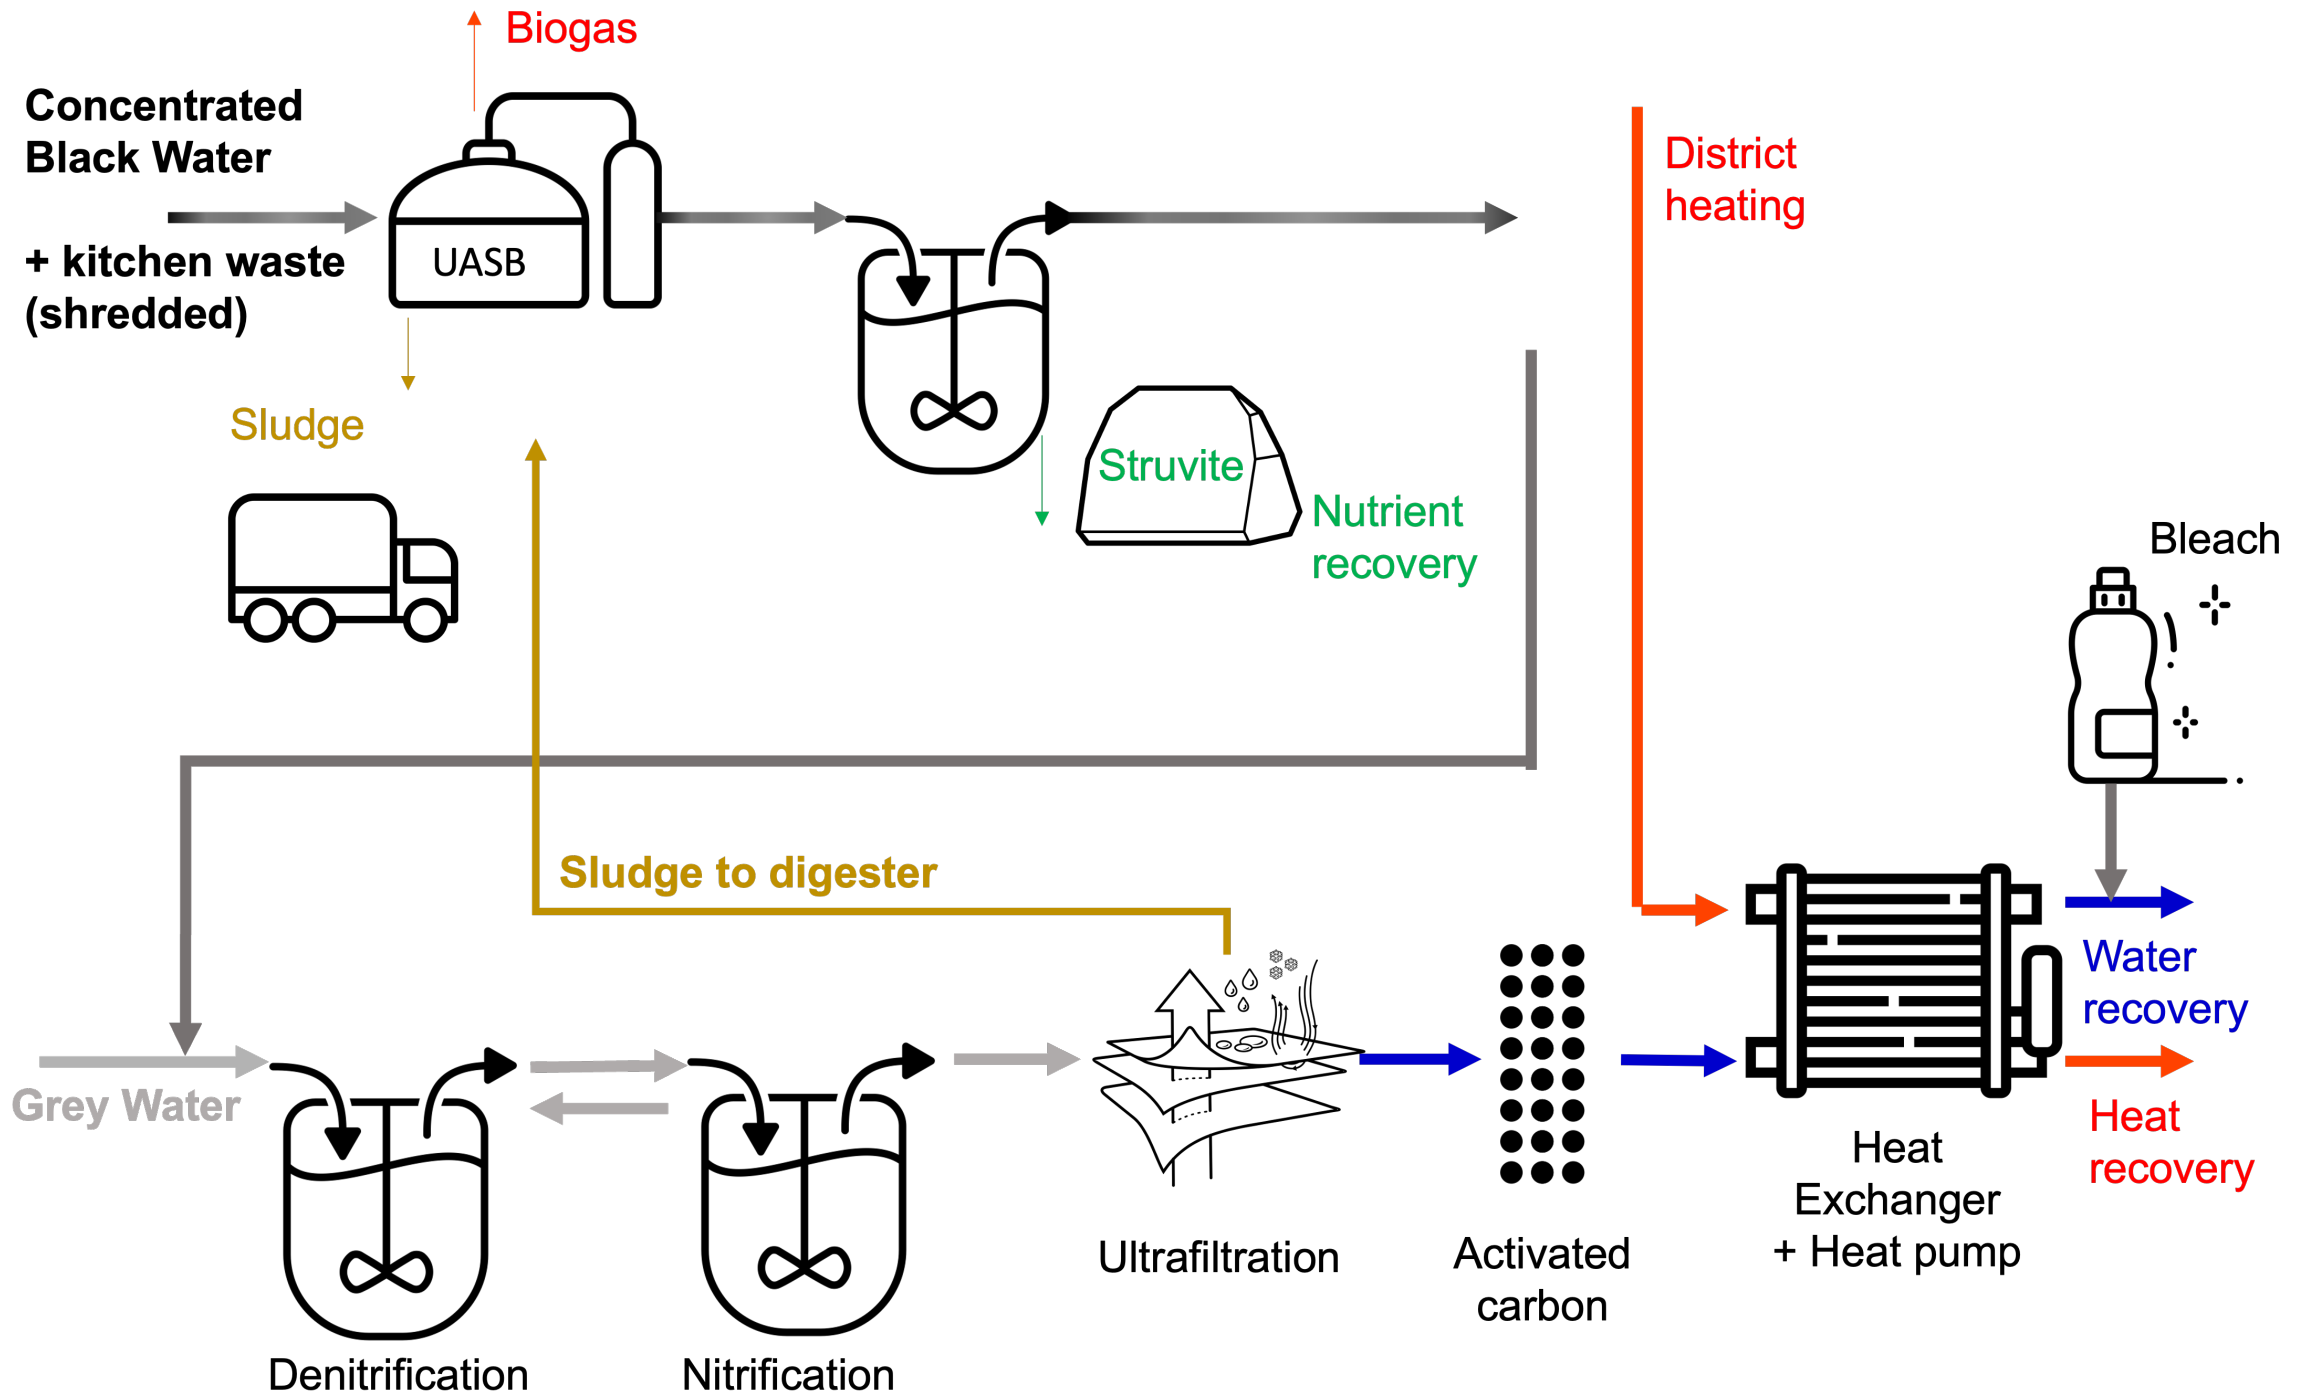 Biogas
Concentrated
Black Water
+ kitchen waste
(shredded)
UASB
District
heating
Sludge
Struvite
Nutrient
recovery
Bleach
Sludge to digester
Water
recovery
Grey Water
Heat
recovery
Heat
Exchanger
+ Heat pump
Ultrafiltration
Activated
carbon
Denitrification
Nitrification